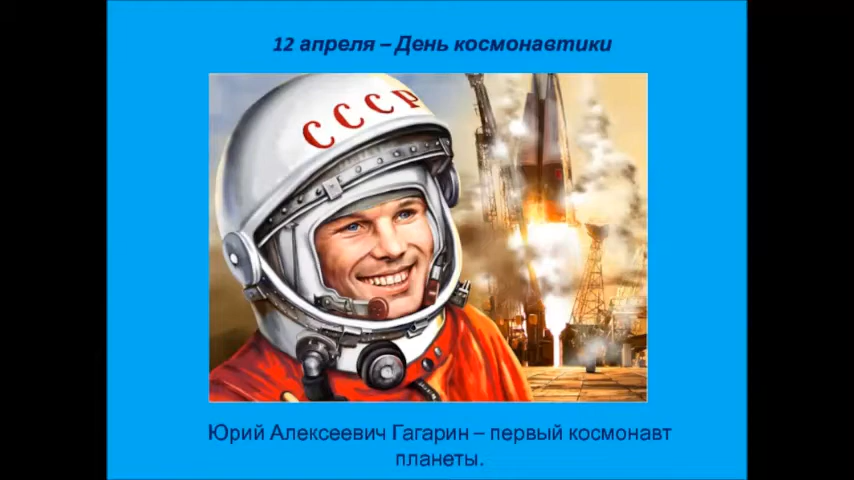 12 апреля – День космонавтики
СССР
Юрий Алексеевич Гагарин – первый космонавт
планеты.